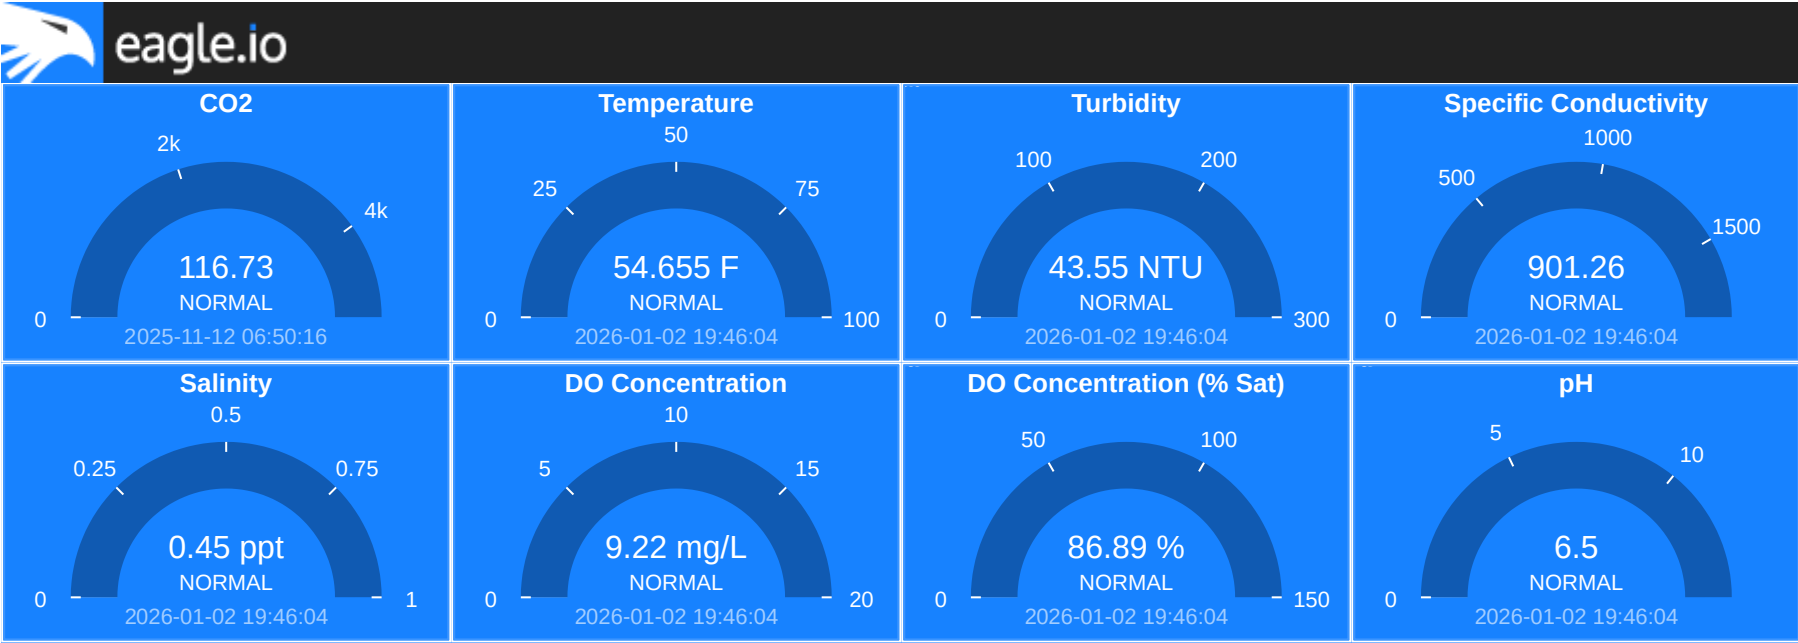 eagle.io
CO2
2k
4k
116.73
NORMAL
0
2025-11-12 06:50:16
Temperature
50
25
75
54.655 F
NORMAL
0
100
2026-01-02 19:46:04
Turbidity
100
200
43.55 NTU
NORMAL
0
300
2026-01-02 19:46:04
Specific Conductivity
1000
500
1500
901.26
NORMAL
0
2026-01-02 19:46:04
Salinity
0.5
0.25
0.75
0.45 ppt
NORMAL
0
1
2026-01-02 19:46:04
DO Concentration
10
5
15
9.22 mg/L
NORMAL
0
20
2026-01-02 19:46:04
DO Concentration (% Sat)
50
100
86.89 %
NORMAL
0
150
2026-01-02 19:46:04
pH
5
10
6.5
NORMAL
0
2026-01-02 19:46:04